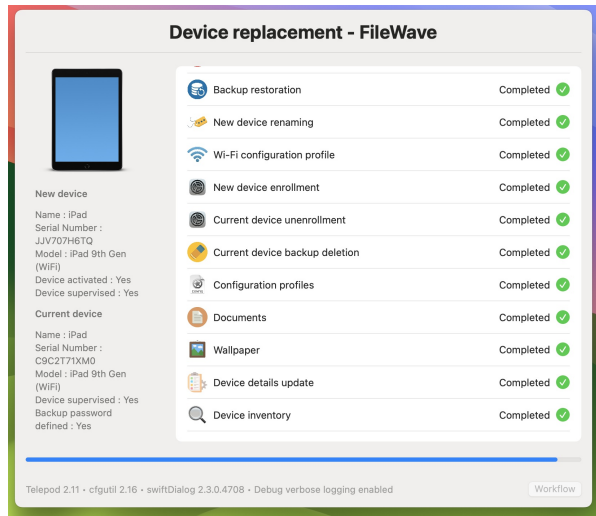 Device replacement - FileWave
Backup restoration Completed
New device renaming Completed
Wi-Fi configuration profile Completed
New device enrollment Completed
Current device unenrollment Completed
Current device backup deletion Completed
Configuration profiles Completed
Documents Completed
Wallpaper Completed
Device details update Completed
Device inventory Completed
New device
Name : iPad
Serial Number :
JJV707H6TQ
Model : iPad 9th Gen
(WiFi)
Device activated : Yes
Device supervised : Yes
Current device
Name : iPad
Serial Number :
C9C2T71XM0
Model : iPad 9th Gen
(WiFi)
Device supervised : Yes
Backup password
defined : Yes
Telepod 2.11 • cfgutil 2.16 • swiftDialog 2.3.0.4708 • Debug verbose logging enabled
Workflow